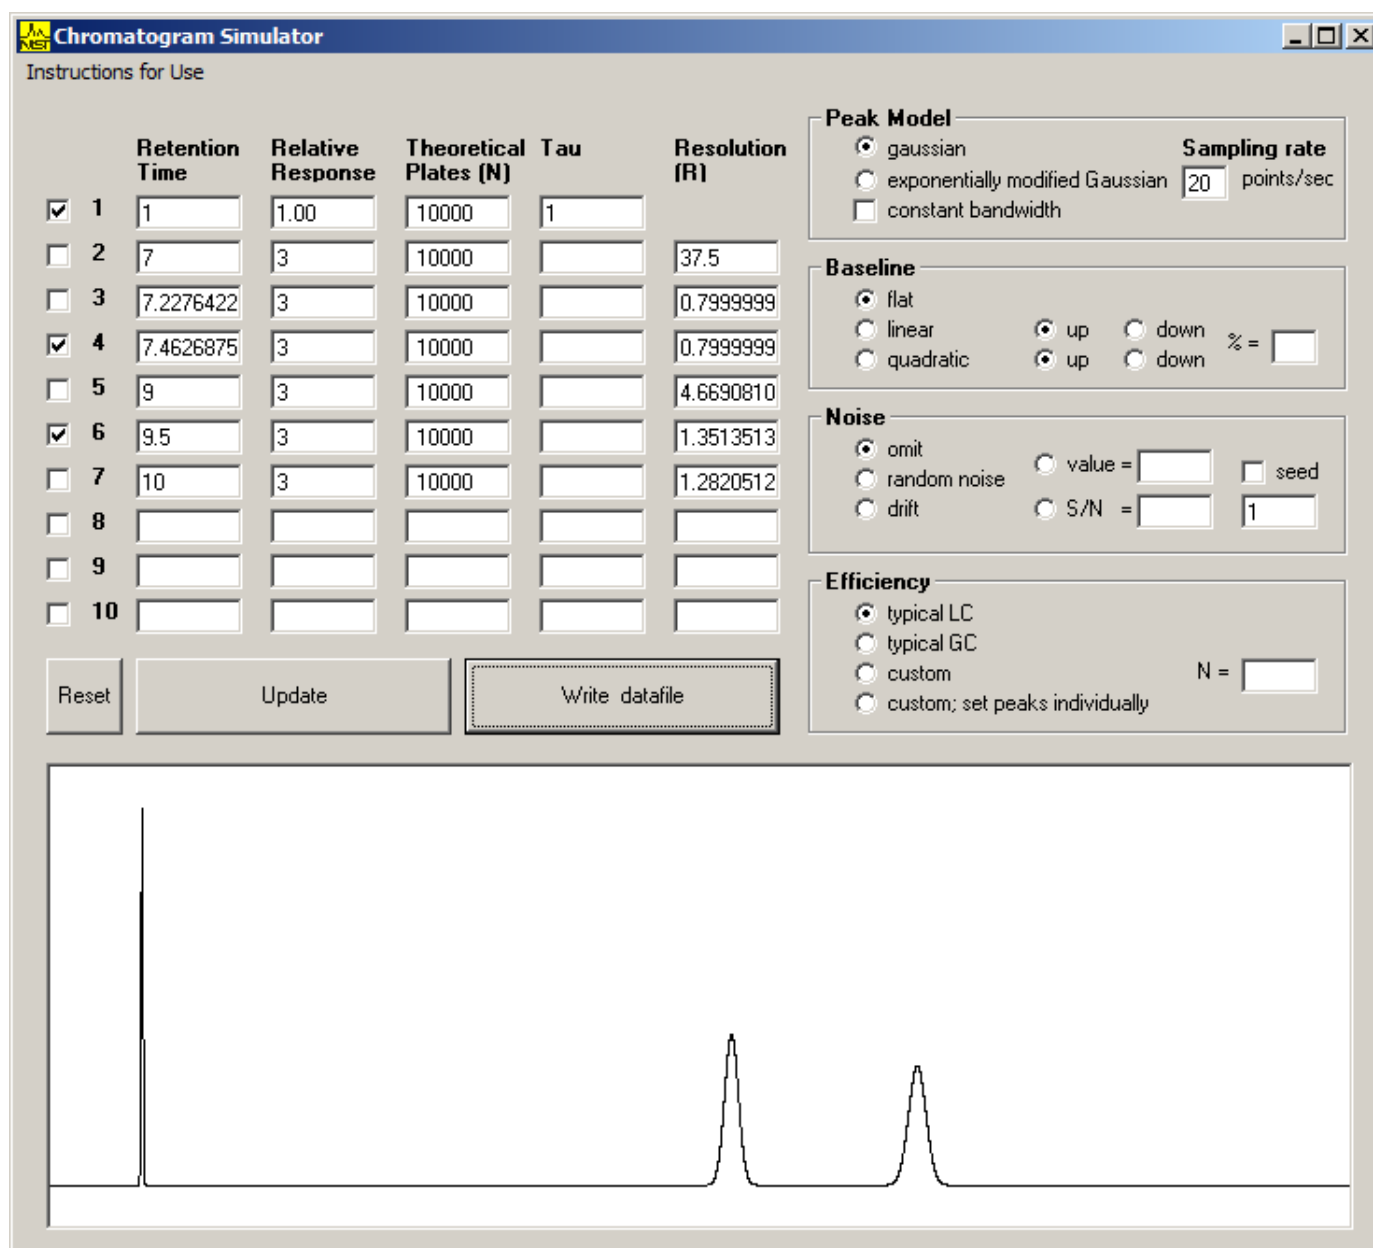 NIST Chromatogram Simulator
Instructions for Use
Retention Time Relative Response Theoretical Plates (N) Tau Resolution (R)
1 1 1.00 10000 1
2 7 3 10000 37.5
3 7.2276422 3 10000 0.7999999
4 7.4626875 3 10000 0.7999999
5 9 3 10000 4.6690810
6 9.5 3 10000 1.3513513
7 10 3 10000 1.2820512
8
9
10
Reset Update Write datafile
Peak Model
gaussian Sampling rate
exponentially modified Gaussian 20 points/sec
constant bandwidth
Baseline
flat
linear up down % =
quadratic up down
Noise
omit
random noise value = seed
drift S/N = 1
Efficiency
typical LC
typical GC
custom N =
custom; set peaks individually